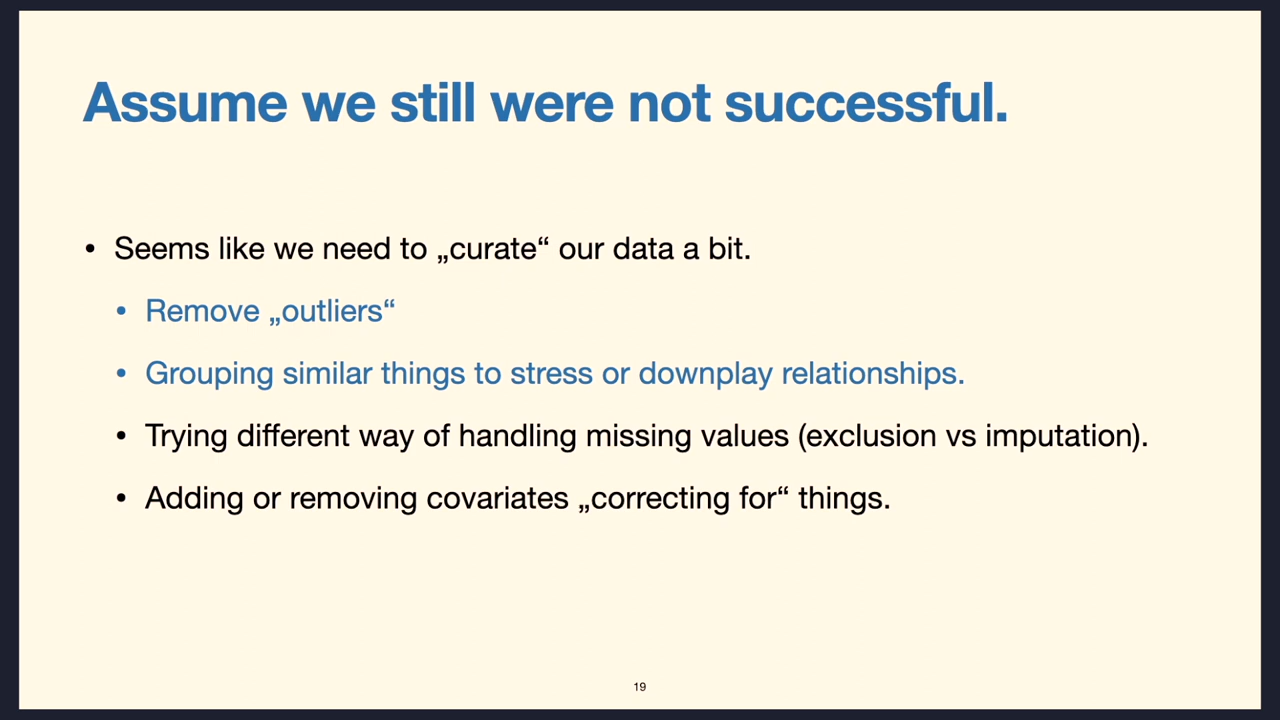 Assume we still were not successful.
• Seems like we need to „curate“ our data a bit.
• Remove „outliers“
• Grouping similar things to stress or downplay relationships.
• Trying different way of handling missing values (exclusion vs imputation).
• Adding or removing covariates „correcting for“ things.
19